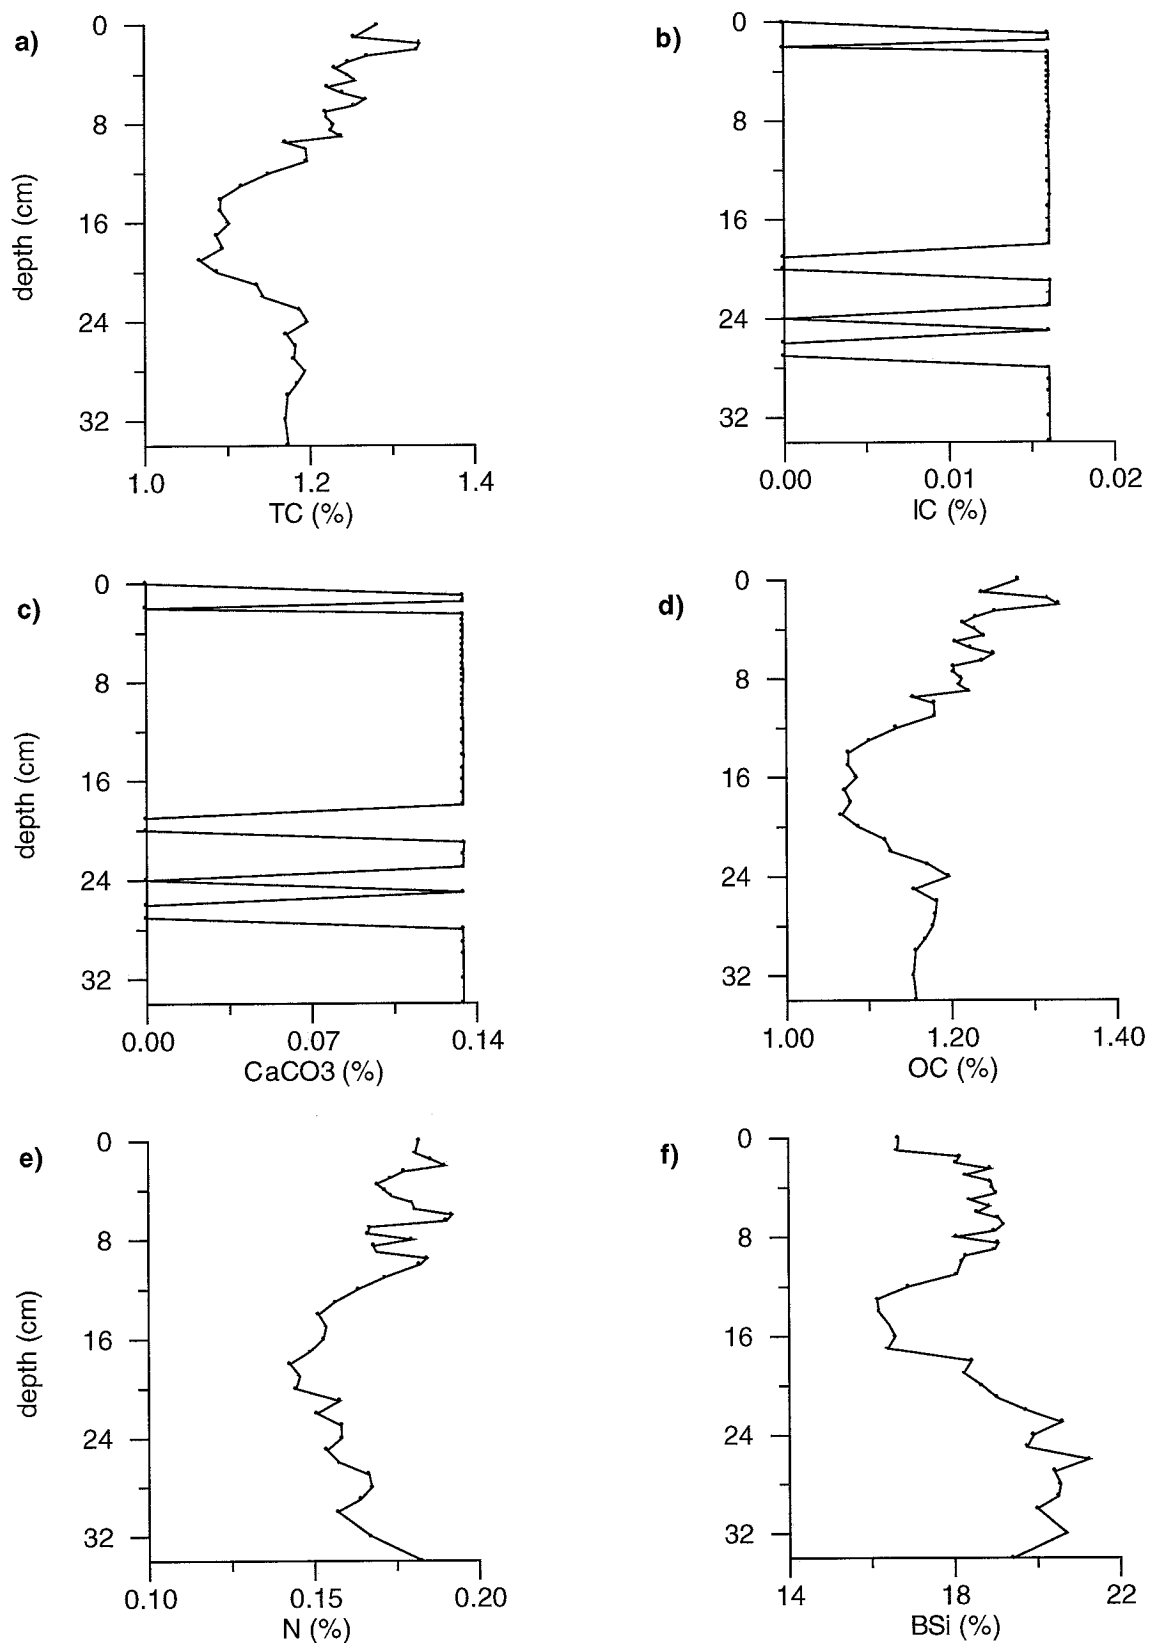 a)
0
8
16
24
32
depth (cm)
1.0 1.2 1.4
TC (%)
b)
0
8
16
24
32
0.00 0.01 0.02
IC (%)
c)
0
8
16
24
32
depth (cm)
0.00 0.07 0.14
CaCO3 (%)
d)
0
8
16
24
32
1.00 1.20 1.40
OC (%)
e)
0
8
16
24
32
depth (cm)
0.10 0.15 0.20
N (%)
f)
0
8
16
24
32
14 18 22
BSi (%)